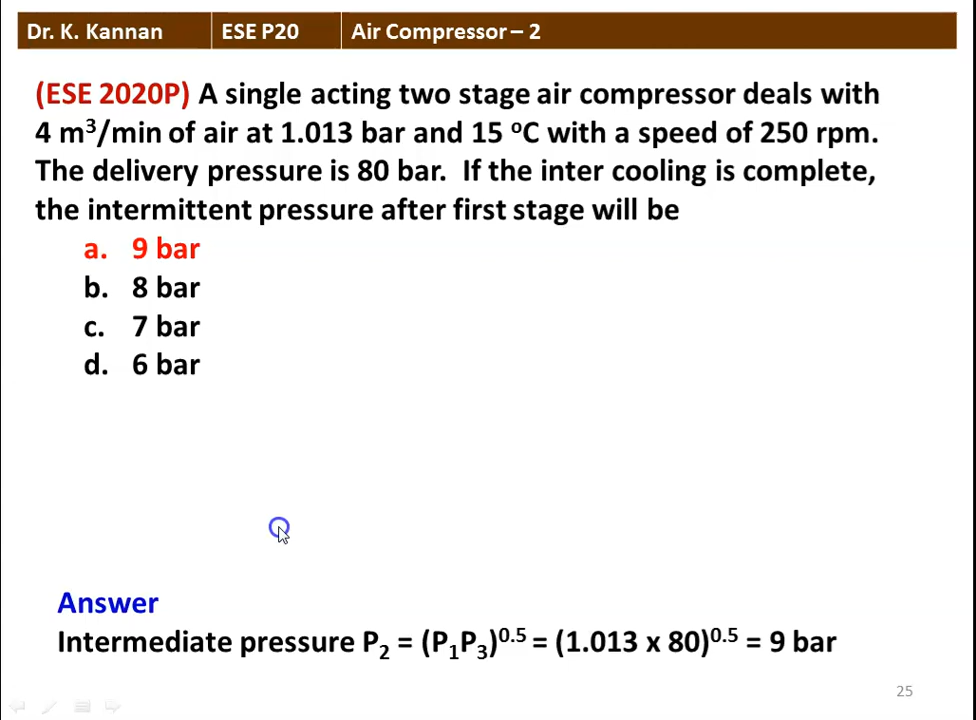 Dr. K. Kannan ESE P20 Air Compressor – 2
(ESE 2020P) A single acting two stage air compressor deals with
4 m³/min of air at 1.013 bar and 15 ᵒC with a speed of 250 rpm.
The delivery pressure is 80 bar. If the inter cooling is complete,
the intermittent pressure after first stage will be
a. 9 bar
b. 8 bar
c. 7 bar
d. 6 bar
Answer
Intermediate pressure P₂ = (P₁P₃)⁰·⁵ = (1.013 x 80)⁰·⁵ = 9 bar
25